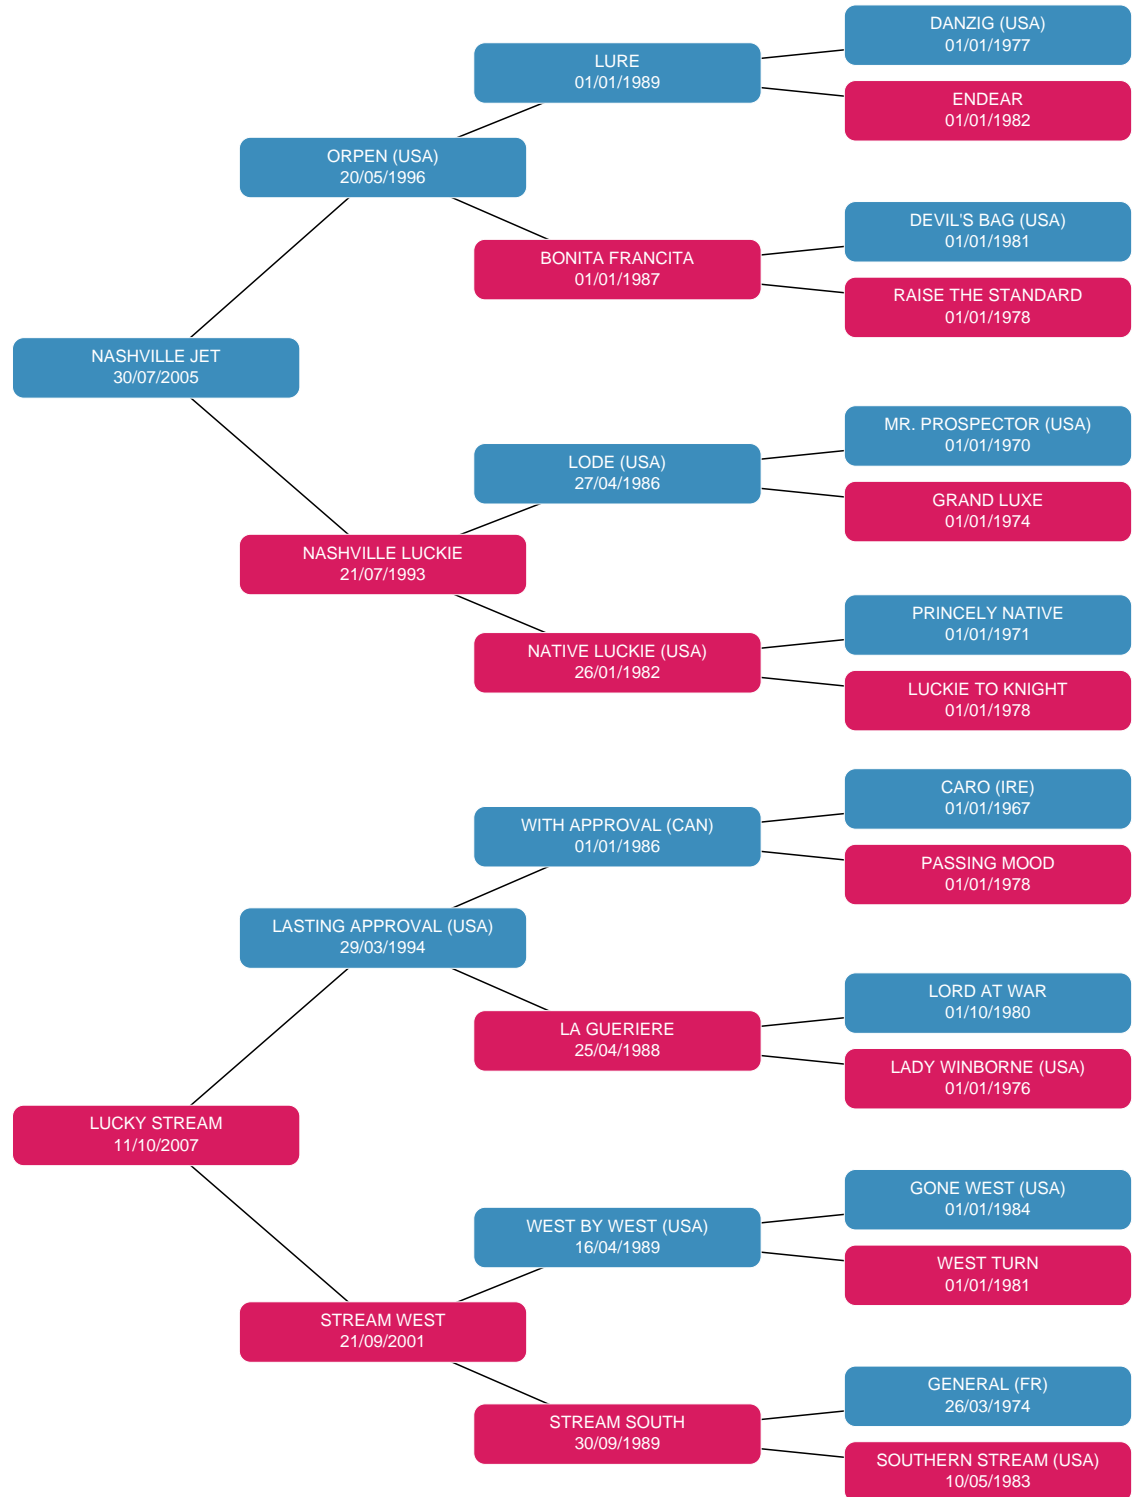 DANZIG (USA)
01/01/1977
LURE
01/01/1989
ENDEAR
01/01/1982
ORPEN (USA)
20/05/1996
DEVIL'S BAG (USA)
01/01/1981
BONITA FRANCITA
01/01/1987
RAISE THE STANDARD
01/01/1978
NASHVILLE JET
30/07/2005
MR. PROSPECTOR (USA)
01/01/1970
LODE (USA)
27/04/1986
GRAND LUXE
01/01/1974
NASHVILLE LUCKIE
21/07/1993
PRINCELY NATIVE
01/01/1971
NATIVE LUCKIE (USA)
26/01/1982
LUCKIE TO KNIGHT
01/01/1978
CARO (IRE)
01/01/1967
WITH APPROVAL (CAN)
01/01/1986
PASSING MOOD
01/01/1978
LASTING APPROVAL (USA)
29/03/1994
LORD AT WAR
01/10/1980
LA GUERIERE
25/04/1988
LADY WINBORNE (USA)
01/01/1976
LUCKY STREAM
11/10/2007
GONE WEST (USA)
01/01/1984
WEST BY WEST (USA)
16/04/1989
WEST TURN
01/01/1981
STREAM WEST
21/09/2001
GENERAL (FR)
26/03/1974
STREAM SOUTH
30/09/1989
SOUTHERN STREAM (USA)
10/05/1983